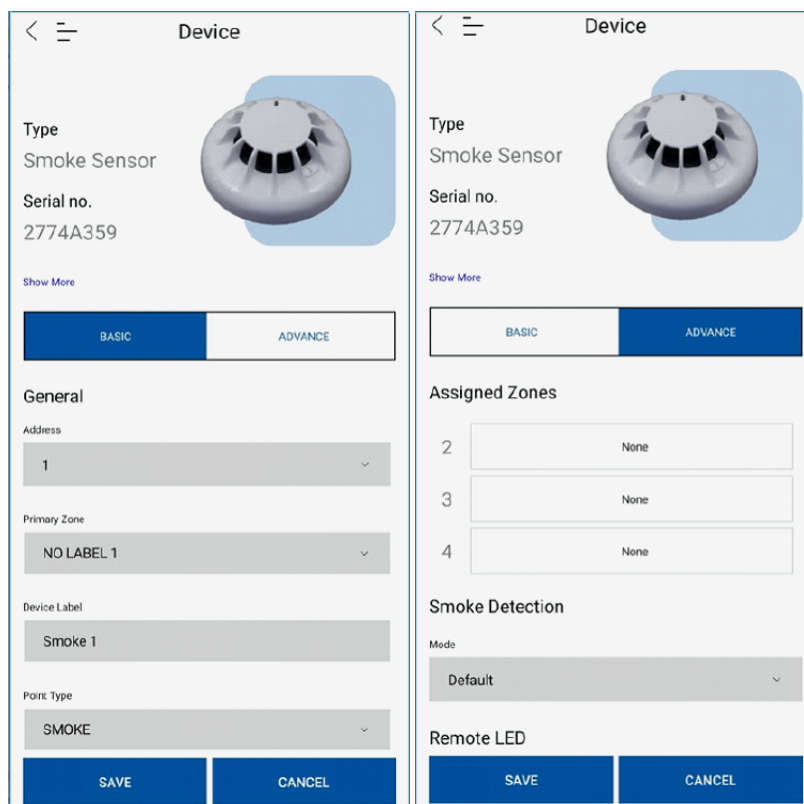 Device
Type
Smoke Sensor
Serial no.
2774A359
Show More
BASIC
ADVANCE
General
Address
1
Primary Zone
NO LABEL 1
Device Label
Smoke 1
Point Type
SMOKE
SAVE
CANCEL
Device
Type
Smoke Sensor
Serial no.
2774A359
Show More
BASIC
ADVANCE
Assigned Zones
2 None
3 None
4 None
Smoke Detection
Mode
Default
Remote LED
SAVE
CANCEL